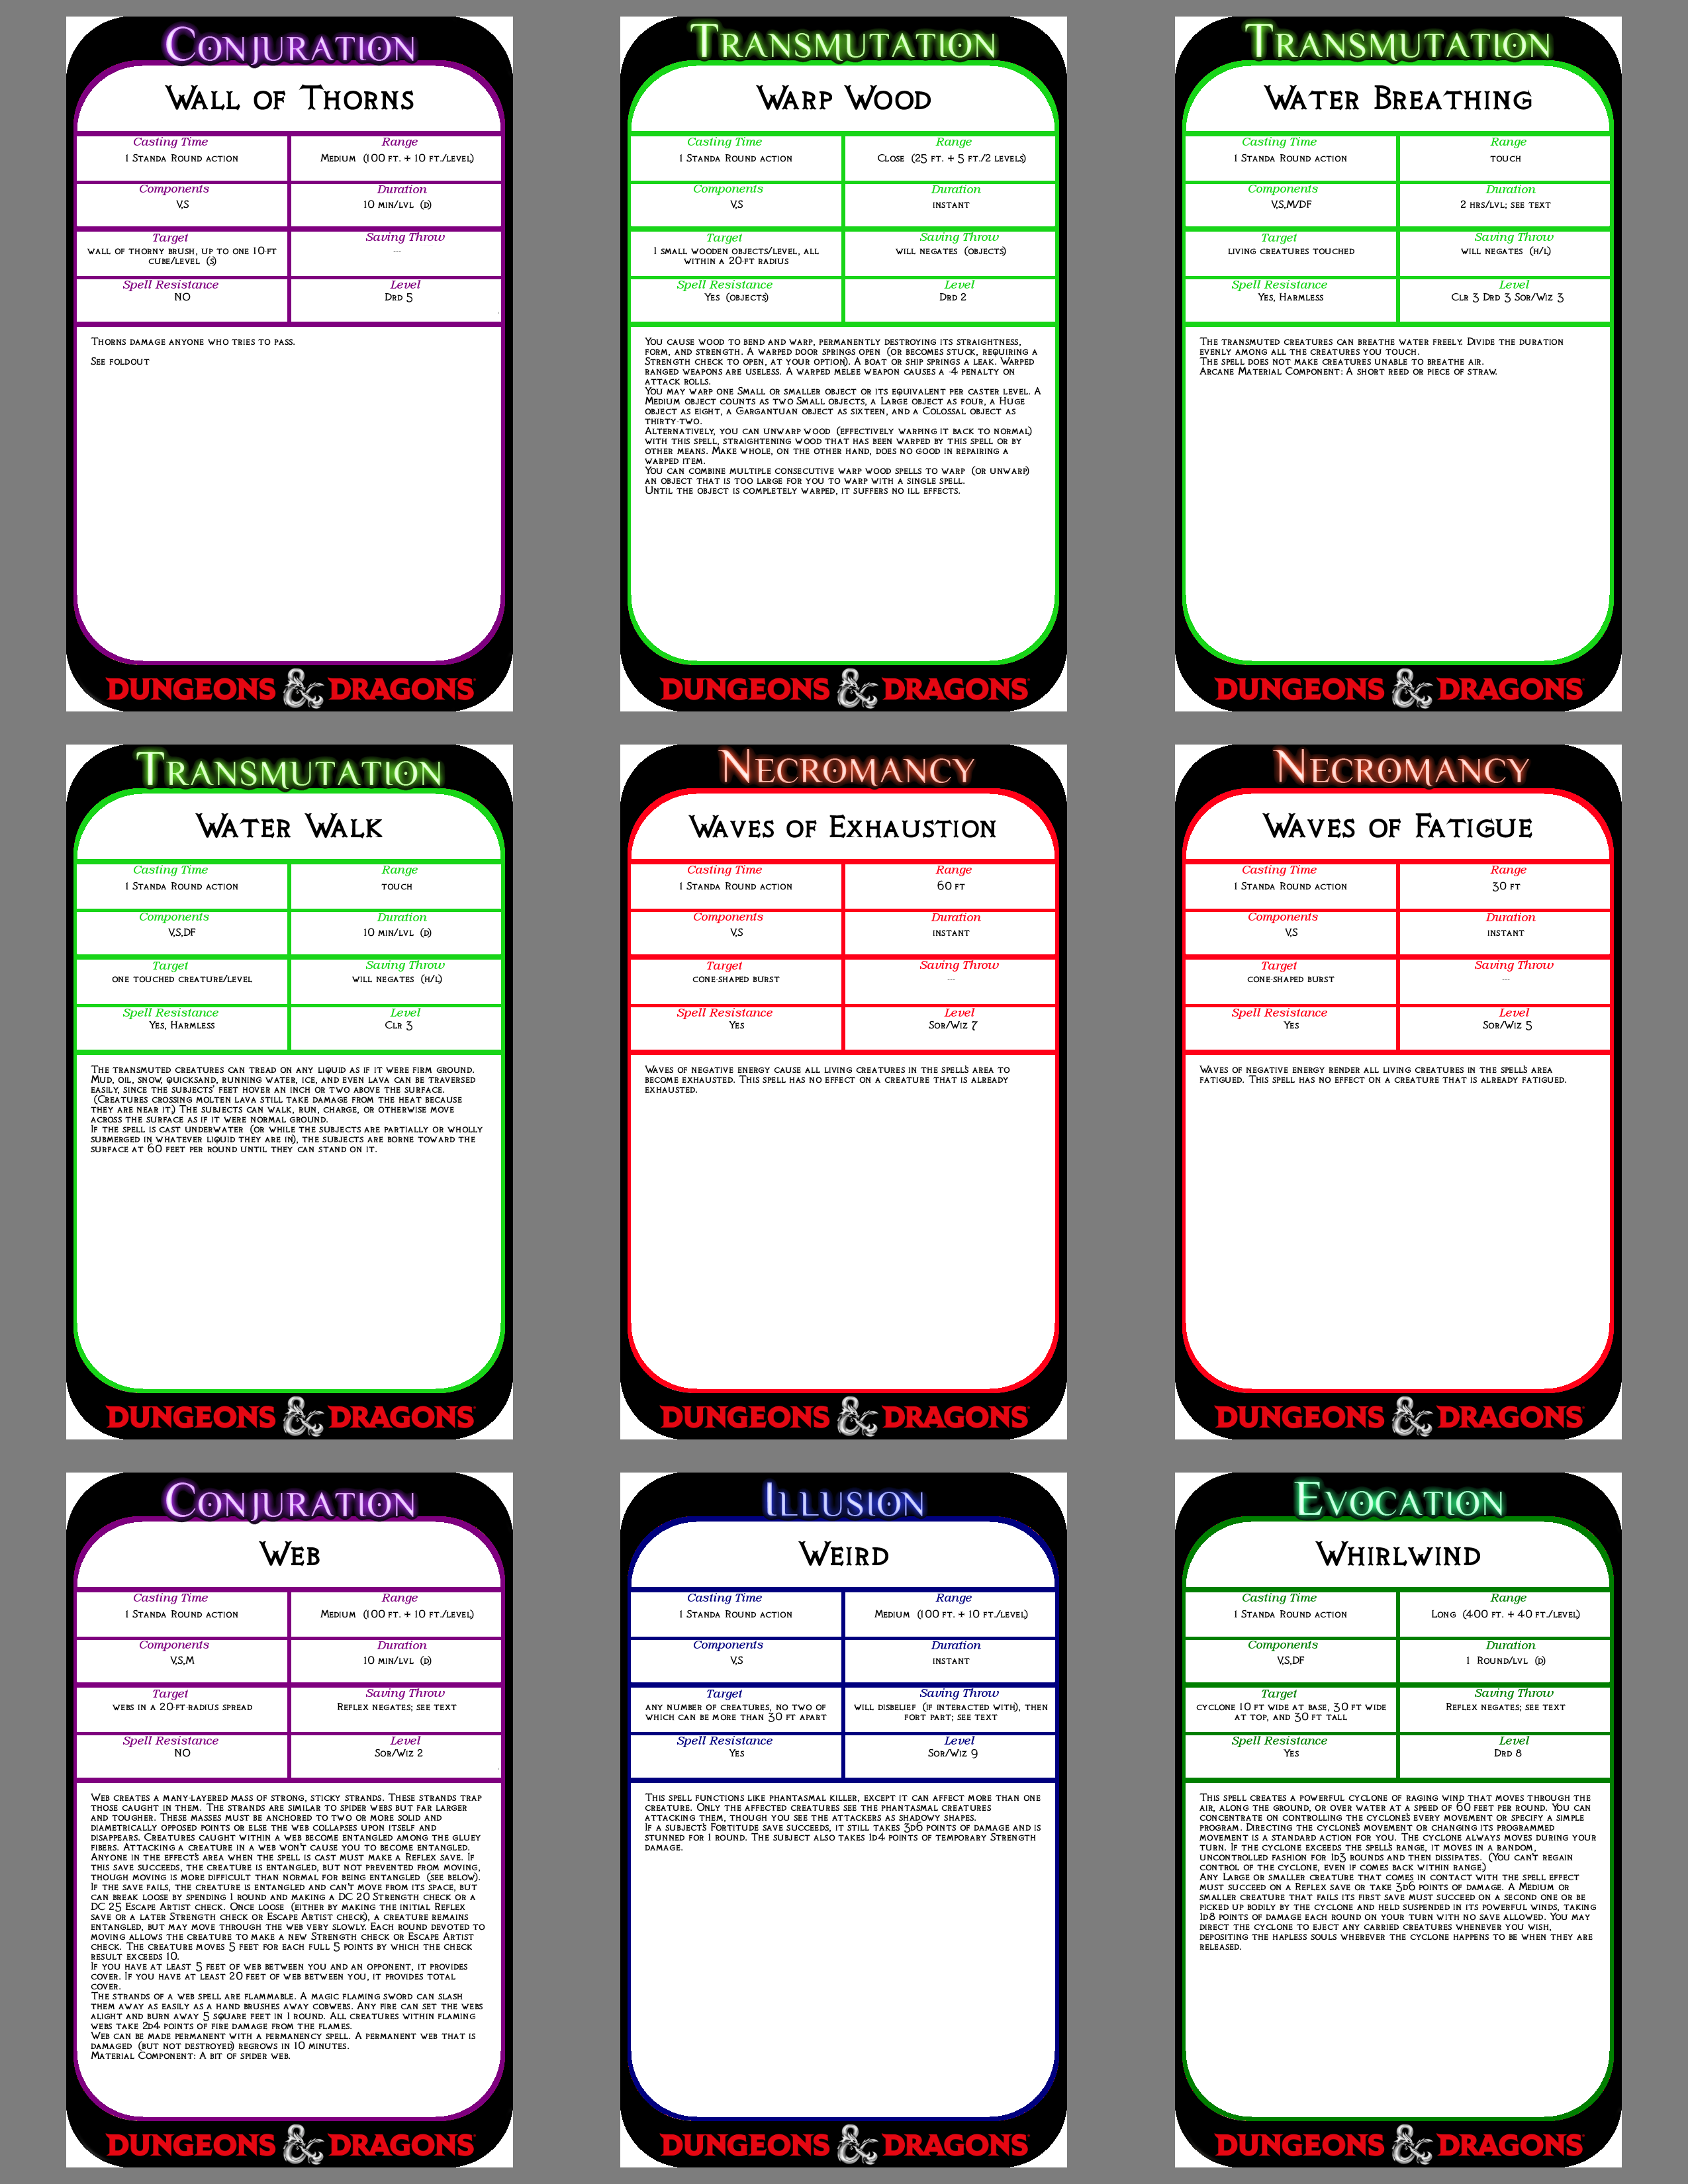 Conjuration
Wall of Thorns
Casting Time
Range
1 Standa Round action
Medium (100 ft. + 10 ft./level)
Components
Duration
V,S
10 min/lvl (D)
Target
Saving Throw
wall of thorny brush, up to one 10-ft
cube/level (S)
---
Spell Resistance
Level
NO
Drd 5
Thorns damage anyone who tries to pass.
See foldout
DUNGEONS & DRAGONS
Transmutation
Warp Wood
Casting Time
Range
1 Standa Round action
Close (25 ft. + 5 ft./2 levels)
Components
Duration
V,S
instant
Target
Saving Throw
1 small wooden objects/level, all
within a 20-ft radius
will negates (objects)
Spell Resistance
Level
Yes (objects)
Drd 2
You cause wood to bend and warp, permanently destroying its straightness,
form, and strength. A warped door springs open (or becomes stuck, requiring a
Strength check to open, at your option). A boat or ship springs a leak. Warped
ranged weapons are useless. A warped melee weapon causes a -4 penalty on
attack rolls.
You may warp one Small or smaller object or its equivalent per caster level. A
Medium object counts as two Small objects, a Large object as four, a Huge
object as eight, a Gargantuan object as sixteen, and a Colossal object as
thirty-two.
Alternatively, you can unwarp wood (effectively warping it back to normal)
with this spell, straightening wood that has been warped by this spell or by
other means. Make whole, on the other hand, does no good in repairing a
warped item.
You can combine multiple consecutive warp wood spells to warp (or unwarp)
an object that is too large for you to warp with a single spell.
Until the object is completely warped, it suffers no ill effects.
DUNGEONS & DRAGONS
Transmutation
Water Breathing
Casting Time
Range
1 Standa Round action
touch
Components
Duration
V,S,M/DF
2 hrs/lvl; see text
Target
Saving Throw
living creatures touched
will negates (h/l)
Spell Resistance
Level
Yes, Harmless
Clr 3 Drd 3 Sor/Wiz 3
The transmuted creatures can breathe water freely. Divide the duration
evenly among all the creatures you touch.
The spell does not make creatures unable to breathe air.
Arcane Material Component: A short reed or piece of straw.
DUNGEONS & DRAGONS
Transmutation
Water Walk
Casting Time
Range
1 Standa Round action
touch
Components
Duration
V,S,DF
10 min/lvl (D)
Target
Saving Throw
one touched creature/level
will negates (h/l)
Spell Resistance
Level
Yes, Harmless
Clr 3
The transmuted creatures can tread on any liquid as if it were firm ground.
Mud, oil, snow, quicksand, running water, ice, and even lava can be traversed
easily, since the subjects' feet hover an inch or two above the surface.
(Creatures crossing molten lava still take damage from the heat because
they are near it.) The subjects can walk, run, charge, or otherwise move
across the surface as if it were normal ground.
If the spell is cast underwater (or while the subjects are partially or wholly
submerged in whatever liquid they are in), the subjects are borne toward the
surface at 60 feet per round until they can stand on it.
DUNGEONS & DRAGONS
Necromancy
Waves of Exhaustion
Casting Time
Range
1 Standa Round action
60 ft
Components
Duration
V,S
instant
Target
Saving Throw
cone-shaped burst
---
Spell Resistance
Level
Yes
Sor/Wiz 7
Waves of negative energy cause all living creatures in the spell's area to
become exhausted. This spell has no effect on a creature that is already
exhausted.
DUNGEONS & DRAGONS
Necromancy
Waves of Fatigue
Casting Time
Range
1 Standa Round action
30 ft
Components
Duration
V,S
instant
Target
Saving Throw
cone-shaped burst
---
Spell Resistance
Level
Yes
Sor/Wiz 5
Waves of negative energy render all living creatures in the spell's area
fatigued. This spell has no effect on a creature that is already fatigued.
DUNGEONS & DRAGONS
Conjuration
Web
Casting Time
Range
1 Standa Round action
Medium (100 ft. + 10 ft./level)
Components
Duration
V,S,M
10 min/lvl (D)
Target
Saving Throw
webs in a 20-ft-radius spread
Reflex negates; see text
Spell Resistance
Level
NO
Sor/Wiz 2
Web creates a many-layered mass of strong, sticky strands. These strands trap
those caught in them. The strands are similar to spider webs but far larger
and tougher. These masses must be anchored to two or more solid and
diametrically opposed points or else the web collapses upon itself and
disappears. Creatures caught within a web become entangled among the gluey
fibers. Attacking a creature in a web won't cause you to become entangled.
Anyone in the effect's area when the spell is cast must make a Reflex save. If
this save succeeds, the creature is entangled, but not prevented from moving,
though moving is more difficult than normal for being entangled (see below).
If the save fails, the creature is entangled and can't move from its space, but
can break loose by spending 1 round and making a DC 20 Strength check or a
DC 25 Escape Artist check. Once loose (either by making the initial Reflex
save or a later Strength check or Escape Artist check), a creature remains
entangled, but may move through the web very slowly. Each round devoted to
moving allows the creature to make a new Strength check or Escape Artist
check. The creature moves 5 feet for each full 5 points by which the check
result exceeds 10.
If you have at least 5 feet of web between you and an opponent, it provides
cover. If you have at least 20 feet of web between you, it provides total
cover.
The strands of a web spell are flammable. A magic flaming sword can slash
them away as easily as a hand brushes away cobwebs. Any fire can set the webs
alight and burn away 5 square feet in 1 round. All creatures within flaming
webs take 2d4 points of fire damage from the flames.
Web can be made permanent with a permanency spell. A permanent web that is
damaged (but not destroyed) regrows in 10 minutes.
Material Component: A bit of spider web.
DUNGEONS & DRAGONS
Illusion
Weird
Casting Time
Range
1 Standa Round action
Medium (100 ft. + 10 ft./level)
Components
Duration
V,S
instant
Target
Saving Throw
any number of creatures, no two of
which can be more than 30 ft apart
will disbelief (if interacted with), then
fort part; see text
Spell Resistance
Level
Yes
Sor/Wiz 9
This spell functions like phantasmal killer, except it can affect more than one
creature. Only the affected creatures see the phantasmal creatures
attacking them, though you see the attackers as shadowy shapes.
If a subject's Fortitude save succeeds, it still takes 3d6 points of damage and is
stunned for 1 round. The subject also takes 1d4 points of temporary Strength
damage.
DUNGEONS & DRAGONS
Evocation
Whirlwind
Casting Time
Range
1 Standa Round action
Long (400 ft. + 40 ft./level)
Components
Duration
V,S,DF
1 Round/lvl (D)
Target
Saving Throw
cyclone 10 ft wide at base, 30 ft wide
at top, and 30 ft tall
Reflex negates; see text
Spell Resistance
Level
Yes
Drd 8
This spell creates a powerful cyclone of raging wind that moves through the
air, along the ground, or over water at a speed of 60 feet per round. You can
concentrate on controlling the cyclone's every movement or specify a simple
program. Directing the cyclone's movement or changing its programmed
movement is a standard action for you. The cyclone always moves during your
turn. If the cyclone exceeds the spell's range, it moves in a random,
uncontrolled fashion for 1d3 rounds and then dissipates. (You can't regain
control of the cyclone, even if comes back within range.)
Any Large or smaller creature that comes in contact with the spell effect
must succeed on a Reflex save or take 3d6 points of damage. A Medium or
smaller creature that fails its first save must succeed on a second one or be
picked up bodily by the cyclone and held suspended in its powerful winds, taking
1d8 points of damage each round on your turn with no save allowed. You may
direct the cyclone to eject any carried creatures whenever you wish,
depositing the hapless souls wherever the cyclone happens to be when they are
released.
DUNGEONS & DRAGONS